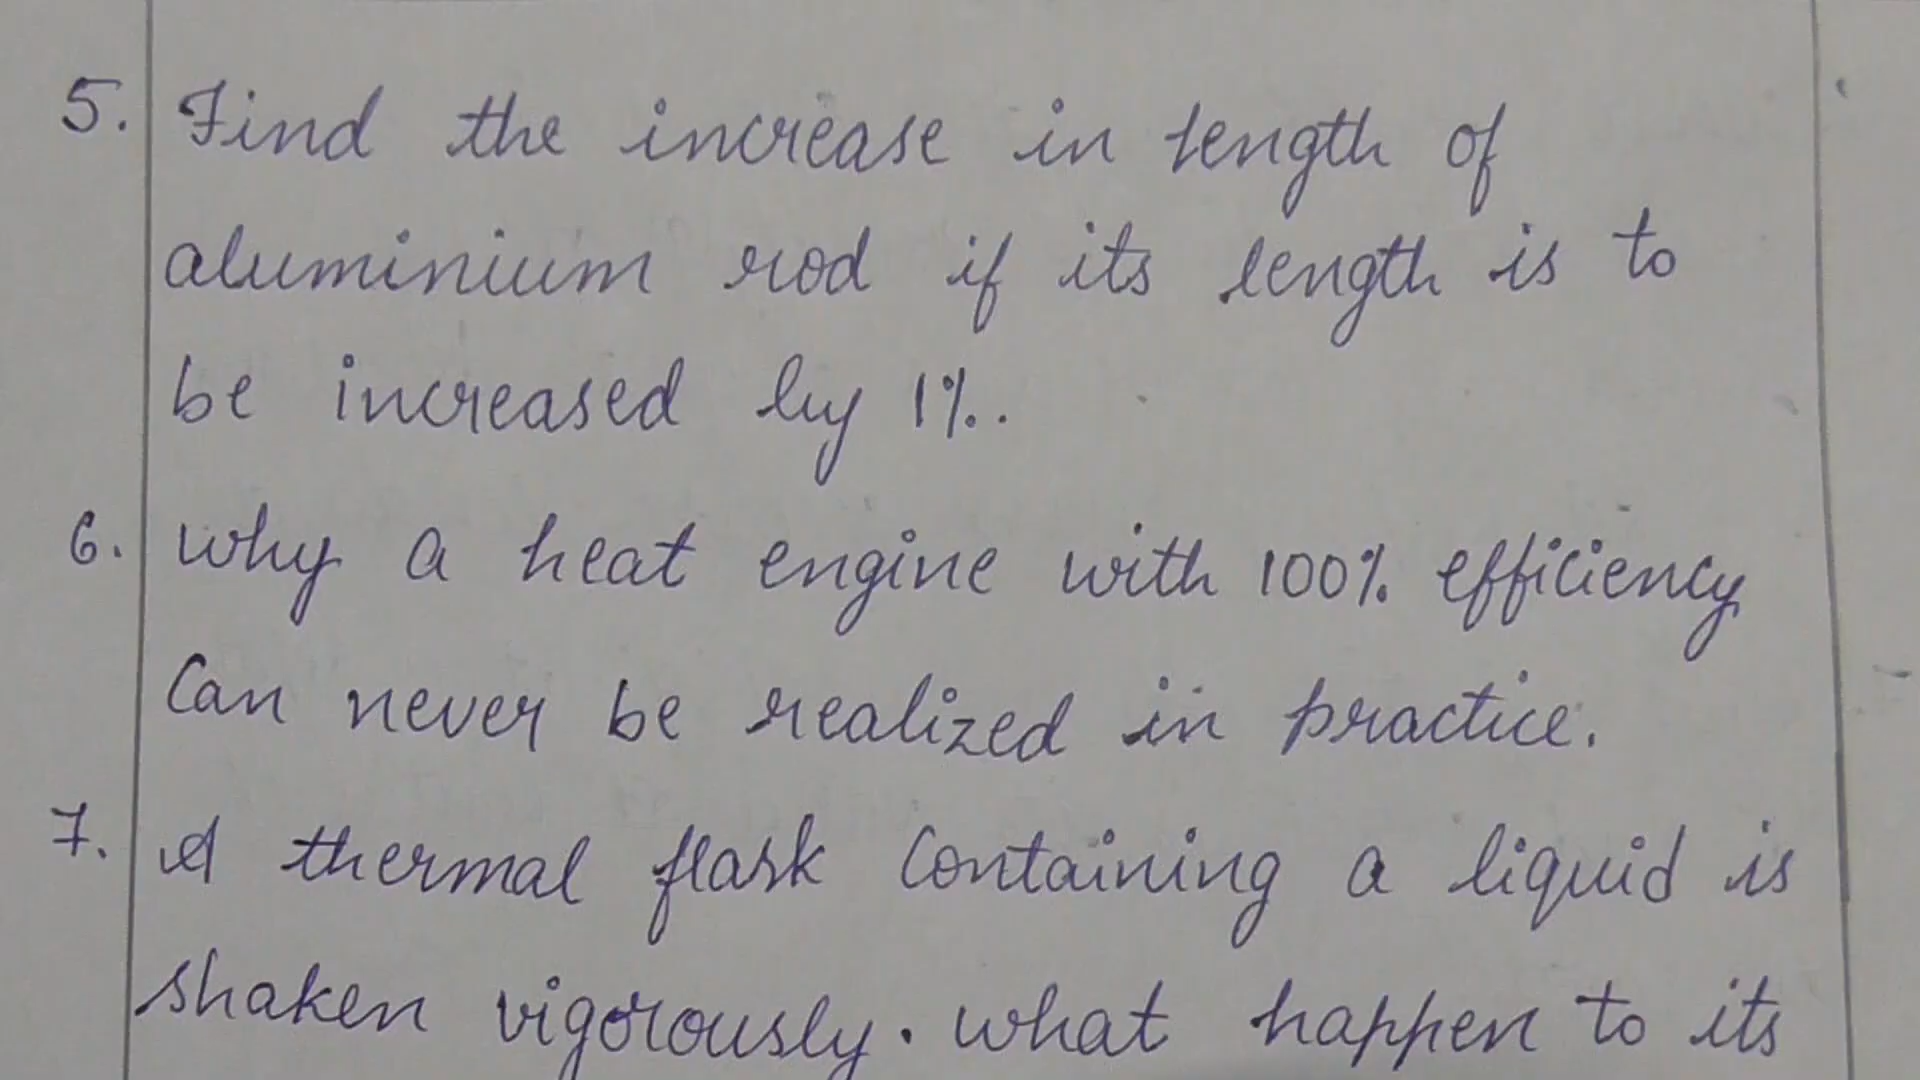 5. Find the increase in length of
aluminium rod if its length is to
be increased by 1%.
6. Why a heat engine with 100% efficiency
Can never be realized in practice.
7. A thermal flask Containing a liquid is
shaken vigorously. What happen to its